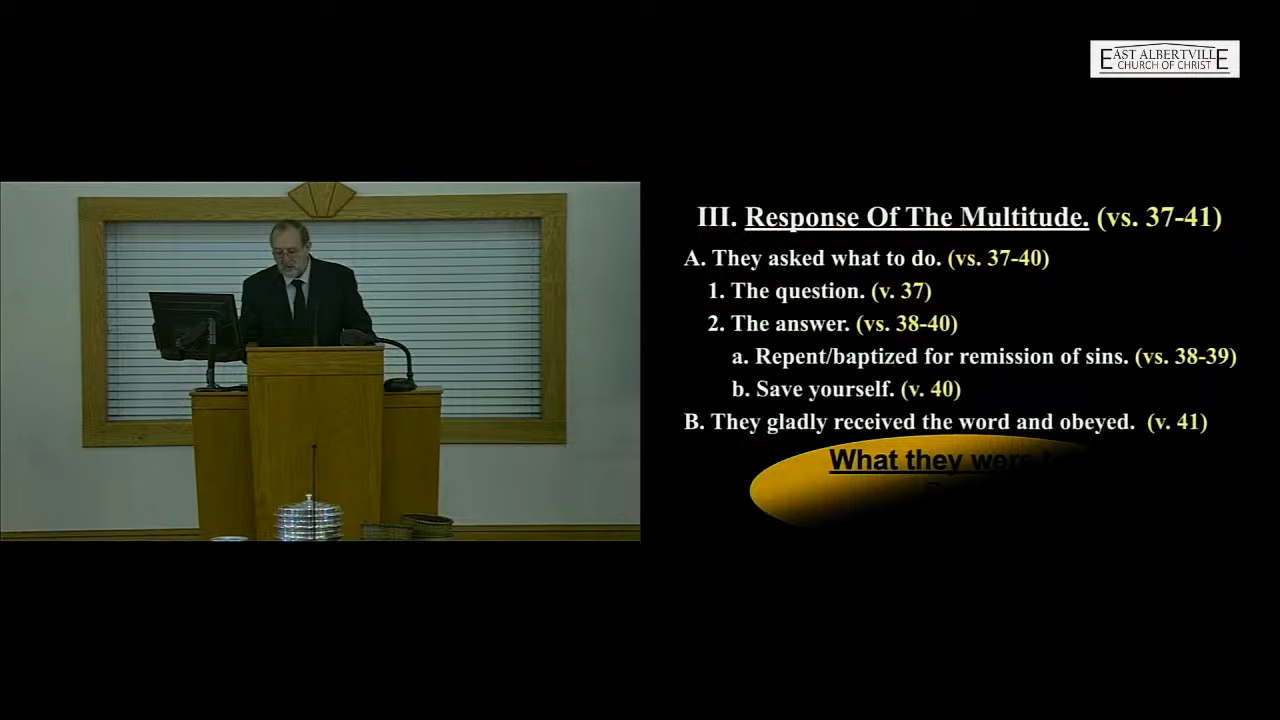 EAST ALBERTVILLE
CHURCH OF CHRIST
III. Response Of The Multitude. (vs. 37-41)
A. They asked what to do. (vs. 37-40)
1. The question. (v. 37)
2. The answer. (vs. 38-40)
a. Repent/baptized for remission of sins. (vs. 38-39)
b. Save yourself. (v. 40)
B. They gladly received the word and obeyed. (v. 41)
What they were